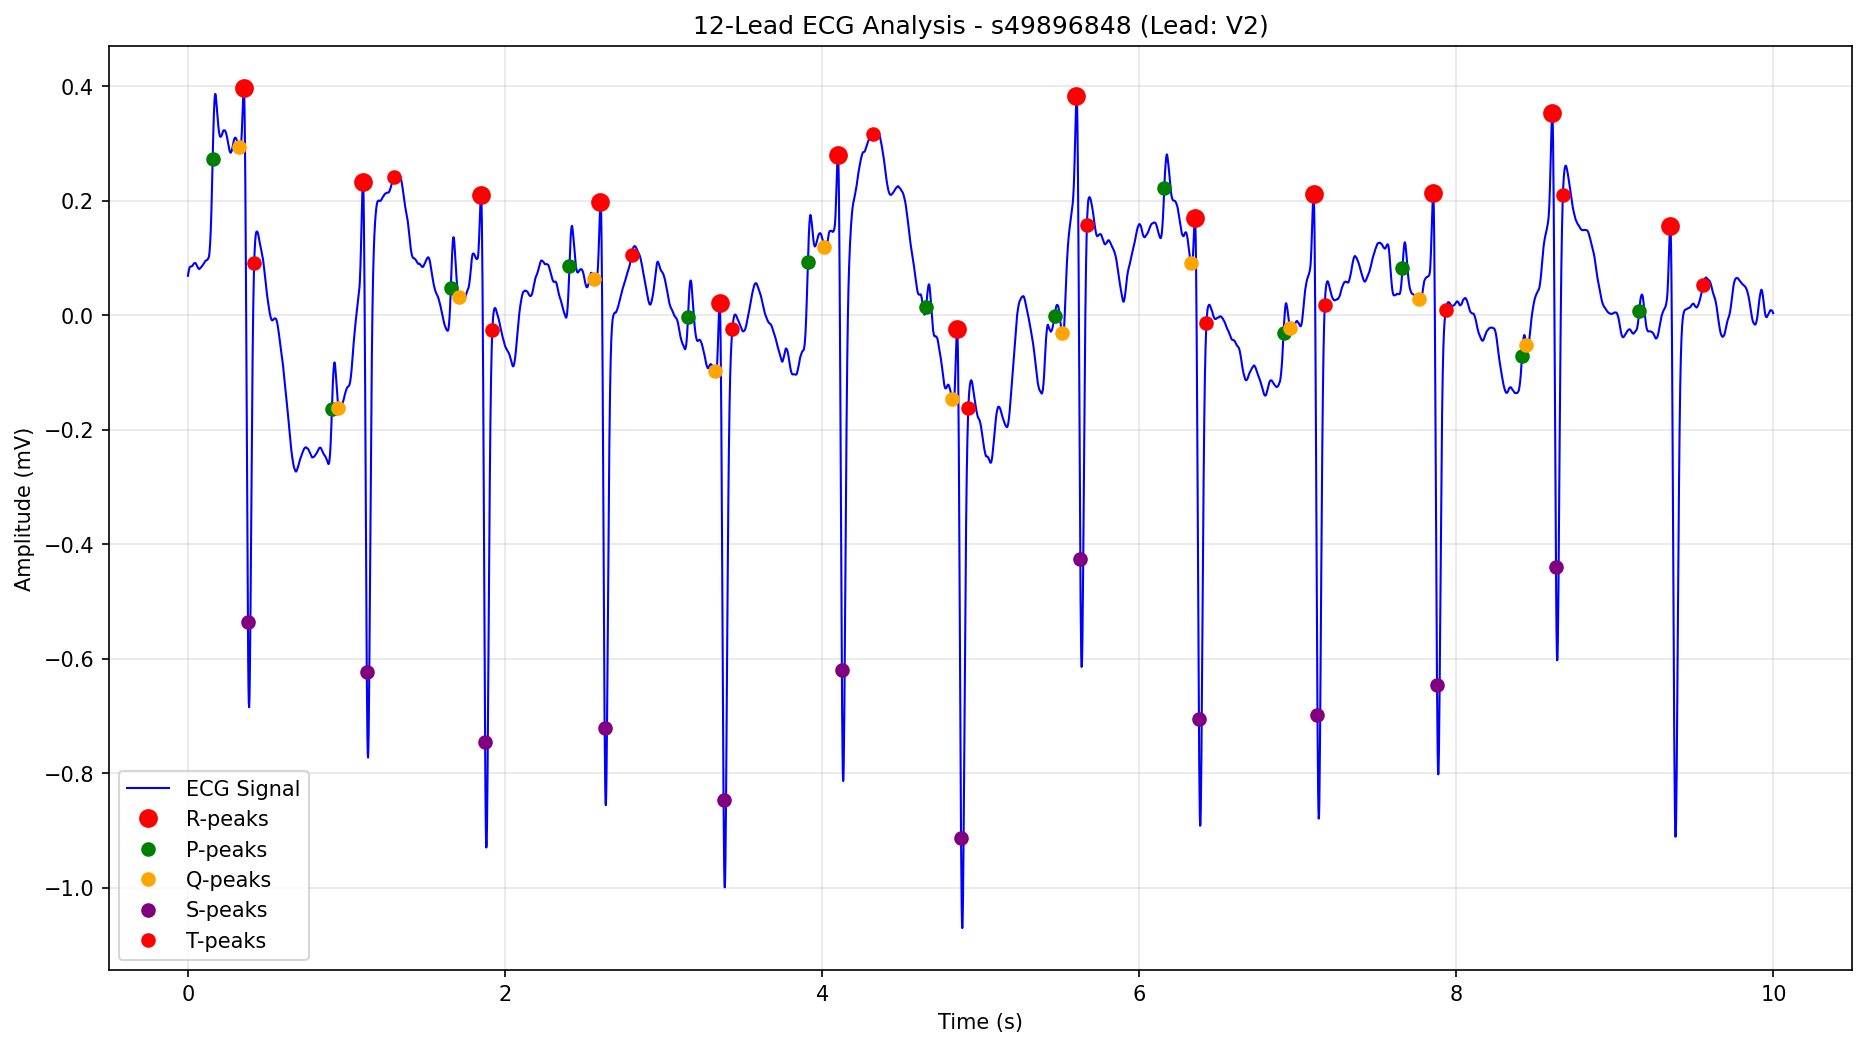 12-Lead ECG Analysis - s49896848 (Lead: V2)
Amplitude (mV)
0.4
0.2
0.0
−0.2
−0.4
−0.6
−0.8
−1.0
ECG Signal
R-peaks
P-peaks
Q-peaks
S-peaks
T-peaks
0 2 4 6 8 10
Time (s)